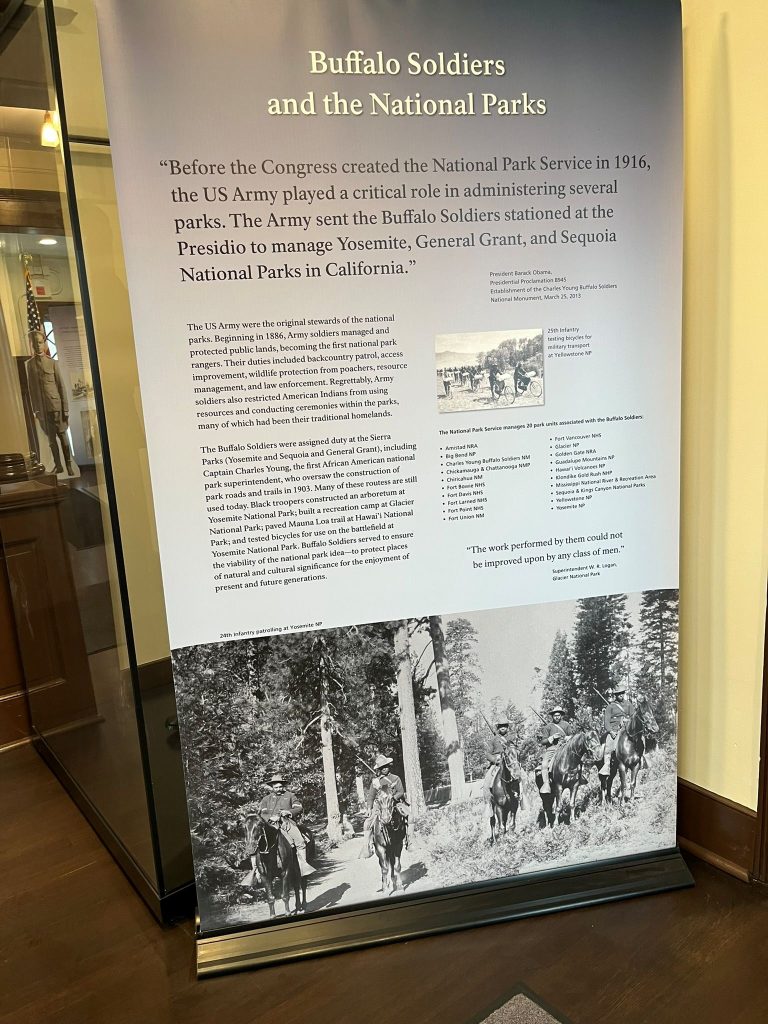 Buffalo Soldiers
and the National Parks
“Before the Congress created the National Park Service in 1916,
the US Army played a critical role in administering several
parks. The Army sent the Buffalo Soldiers stationed at the
Presidio to manage Yosemite, General Grant, and Sequoia
National Parks in California.”
President Barack Obama,
Presidential Proclamation 8945
Establishment of the Charles Young Buffalo Soldiers
National Monument, March 25, 2013
The US Army were the original stewards of the national
parks. Beginning in 1886, Army soldiers managed and
protected public lands, becoming the first national park
rangers. Their duties included backcountry patrol, access
improvement, wildlife protection from poachers, resource
management, and law enforcement. Regrettably, Army
soldiers also restricted American Indians from using
resources and conducting ceremonies within the parks,
many of which had been their traditional homelands.
The Buffalo Soldiers were assigned duty at the Sierra
Parks (Yosemite and Sequoia and General Grant), including
Captain Charles Young, the first African American national
park superintendent, who oversaw the construction of
park roads and trails in 1903. Many of these routees are still
used today. Black troopers constructed an arboretum at
Yosemite National Park; built a recreation camp at Glacier
National Park; paved Mauna Loa trail at Hawai‘i National
Park; and tested bicycles for use on the battlefield at
Yosemite National Park. Buffalo Soldiers served to ensure
the viability of the national park idea—to protect places
of natural and cultural significance for the enjoyment of
present and future generations.
25th Infantry
testing bicycles for
military transport
at Yellowstone NP
The National Park Service manages 20 park units associated with the Buffalo Soldiers:
• Amistad NRA
• Big Bend NP
• Charles Young Buffalo Soldiers NM
• Chickamauga & Chattanooga NMP
• Chiricahua NM
• Fort Bowie NHS
• Fort Davis NHS
• Fort Larned NHS
• Fort Point NHS
• Fort Union NM
• Fort Vancouver NHS
• Glacier NP
• Golden Gate NRA
• Guadalupe Mountains NP
• Hawai‘i Volcanoes NP
• Klondike Gold Rush NHP
• Mississippi National River & Recreation Area
• Sequoia & Kings Canyon National Parks
• Yellowstone NP
• Yosemite NP
“The work performed by them could not
be improved upon by any class of men.”
Superintendent W. R. Logan,
Glacier National Park
24th Infantry patrolling at Yosemite NP